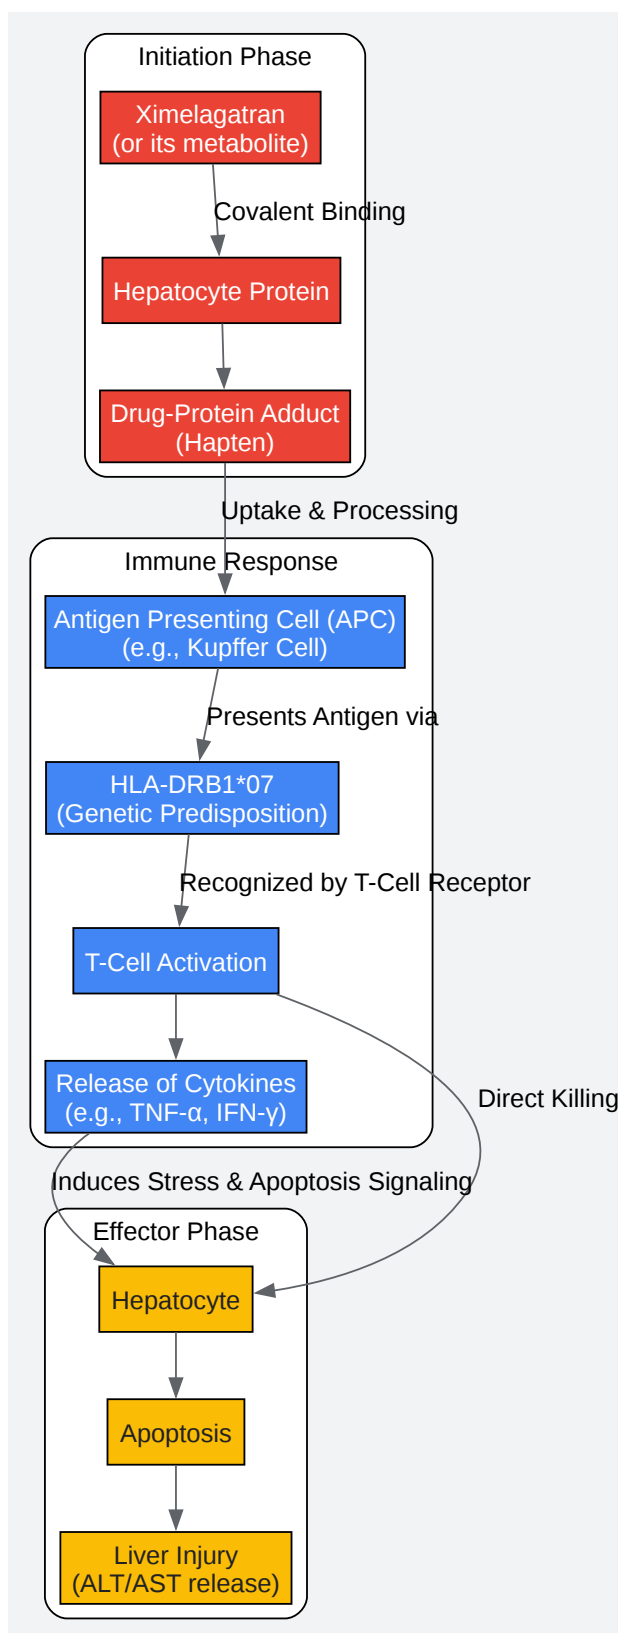 Initiation Phase
Ximelagatran
(or its metabolite)
Covalent Binding
Hepatocyte Protein
Drug-Protein Adduct
(Hapten)
Uptake & Processing
Immune Response
Antigen Presenting Cell (APC)
(e.g., Kupffer Cell)
Presents Antigen via
HLA-DRB1*07
(Genetic Predisposition)
Recognized by T-Cell Receptor
T-Cell Activation
Release of Cytokines
(e.g., TNF-α, IFN-γ)
Direct Killing
Induces Stress & Apoptosis Signaling
Effector Phase
Hepatocyte
Apoptosis
Liver Injury
(ALT/AST release)